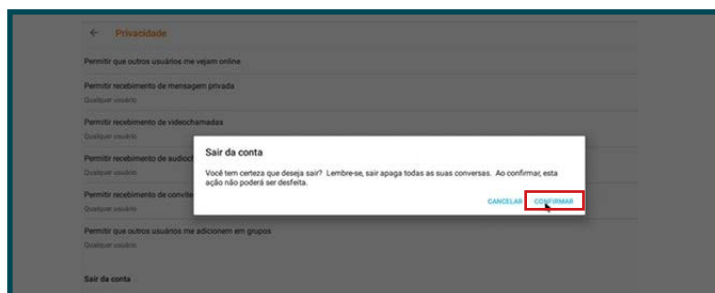 Privacidade
Permitir que outros usuários me vejam online
Permitir recebimento de mensagem privada
Qualquer usuário
Permitir recebimento de videochamadas
Qualquer usuário
Permitir recebimento de audioc
Qualquer usuário
Permitir recebimento de convite
Qualquer usuário
Permitir que outros usuários me adicionem em grupos
Qualquer usuário
Sair da conta
Sair da conta
Você tem certeza que deseja sair? Lembre-se, sair apaga todas as suas conversas. Ao confirmar, esta
ação não poderá ser desfeita.
CANCELAR CONFIRMAR